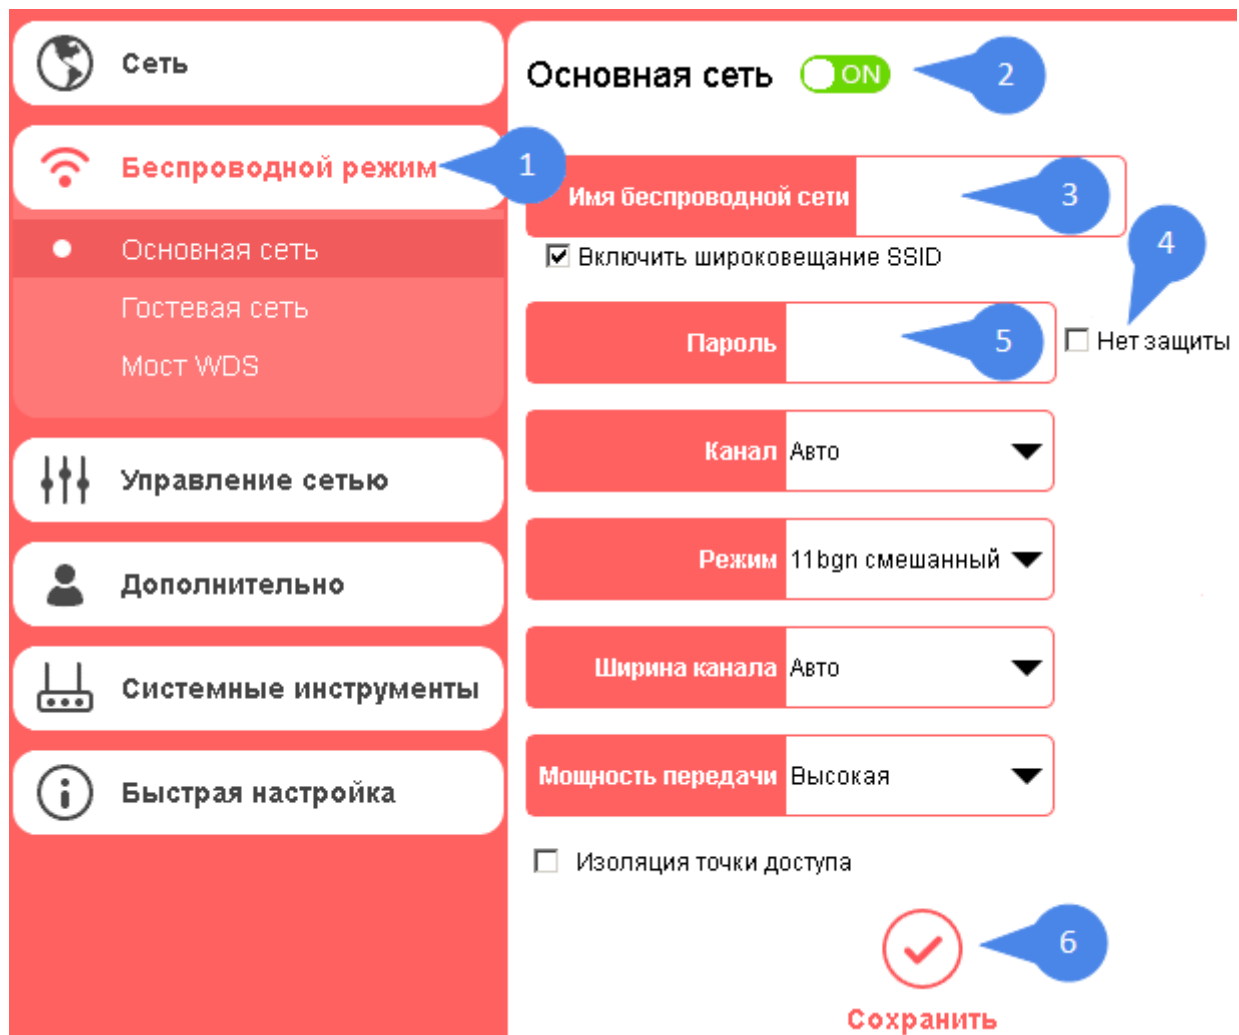 Сеть
Беспроводной режим
1
Основная сеть
Гостевая сеть
Мост WDS
Управление сетью
Дополнительно
Системные инструменты
Быстрая настройка
Основная сеть ON 2
Имя беспроводной сети 3
Включить широковещание SSID
4
Пароль 5 Нет защиты
Канал Авто
Режим 11bgn смешанный
Ширина канала Авто
Мощность передачи Высокая
Изоляция точки доступа
6
Сохранить